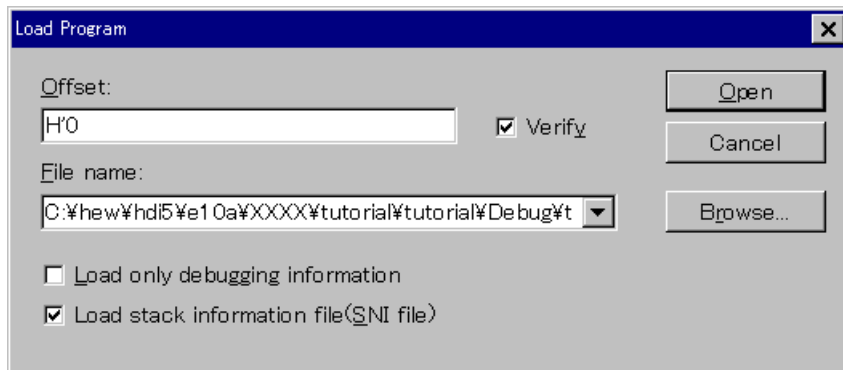 Load Program
Offset:
H'0
Verify
Open
Cancel
File name:
C:¥hew¥hdi5¥e10a¥XXXX¥tutorial¥tutorial¥Debug¥t
Browse...
Load only debugging information
Load stack information file(SNI file)